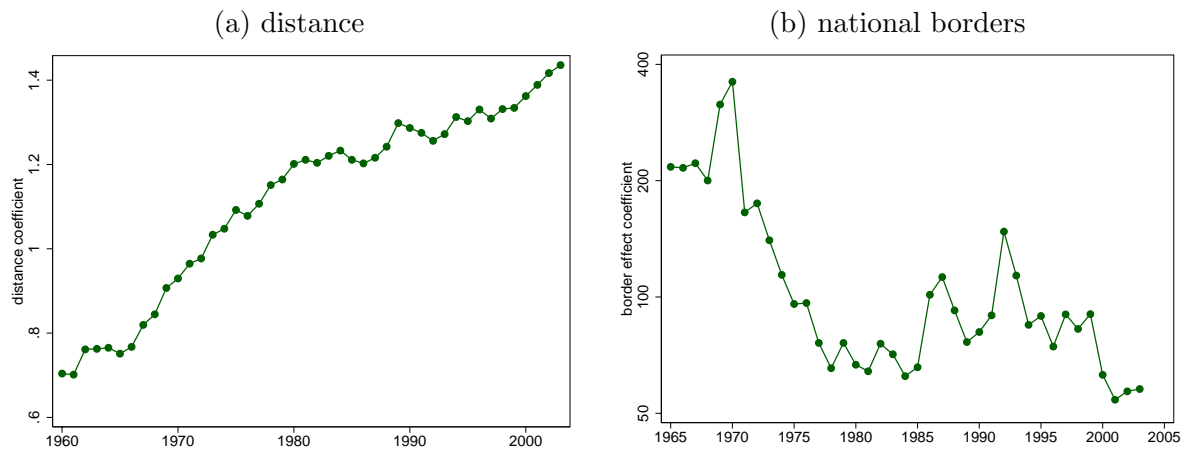 (a) distance
distance coefficient
1.4
1.2
1
.8
.6
1960 1970 1980 1990 2000
(b) national borders
border effect coefficient
400
200
100
50
1965 1970 1975 1980 1985 1990 1995 2000 2005